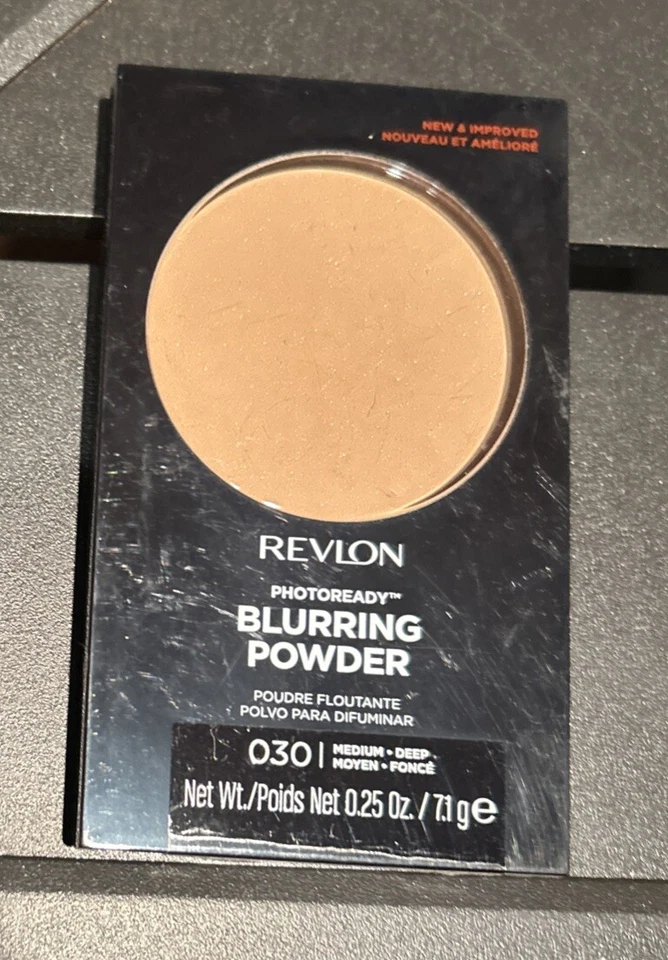 NEW & IMPROVED
NOUVEAU ET AMÉLIORÉ
REVLON
PHOTOREADY™
BLURRING
POWDER
POUDRE FLOUTANTE
POLVO PARA DIFUMINAR
030 | MEDIUM • DEEP
MOYEN • FONCÉ
Net Wt./Poids Net 0.25 Oz. / 7.1 g e